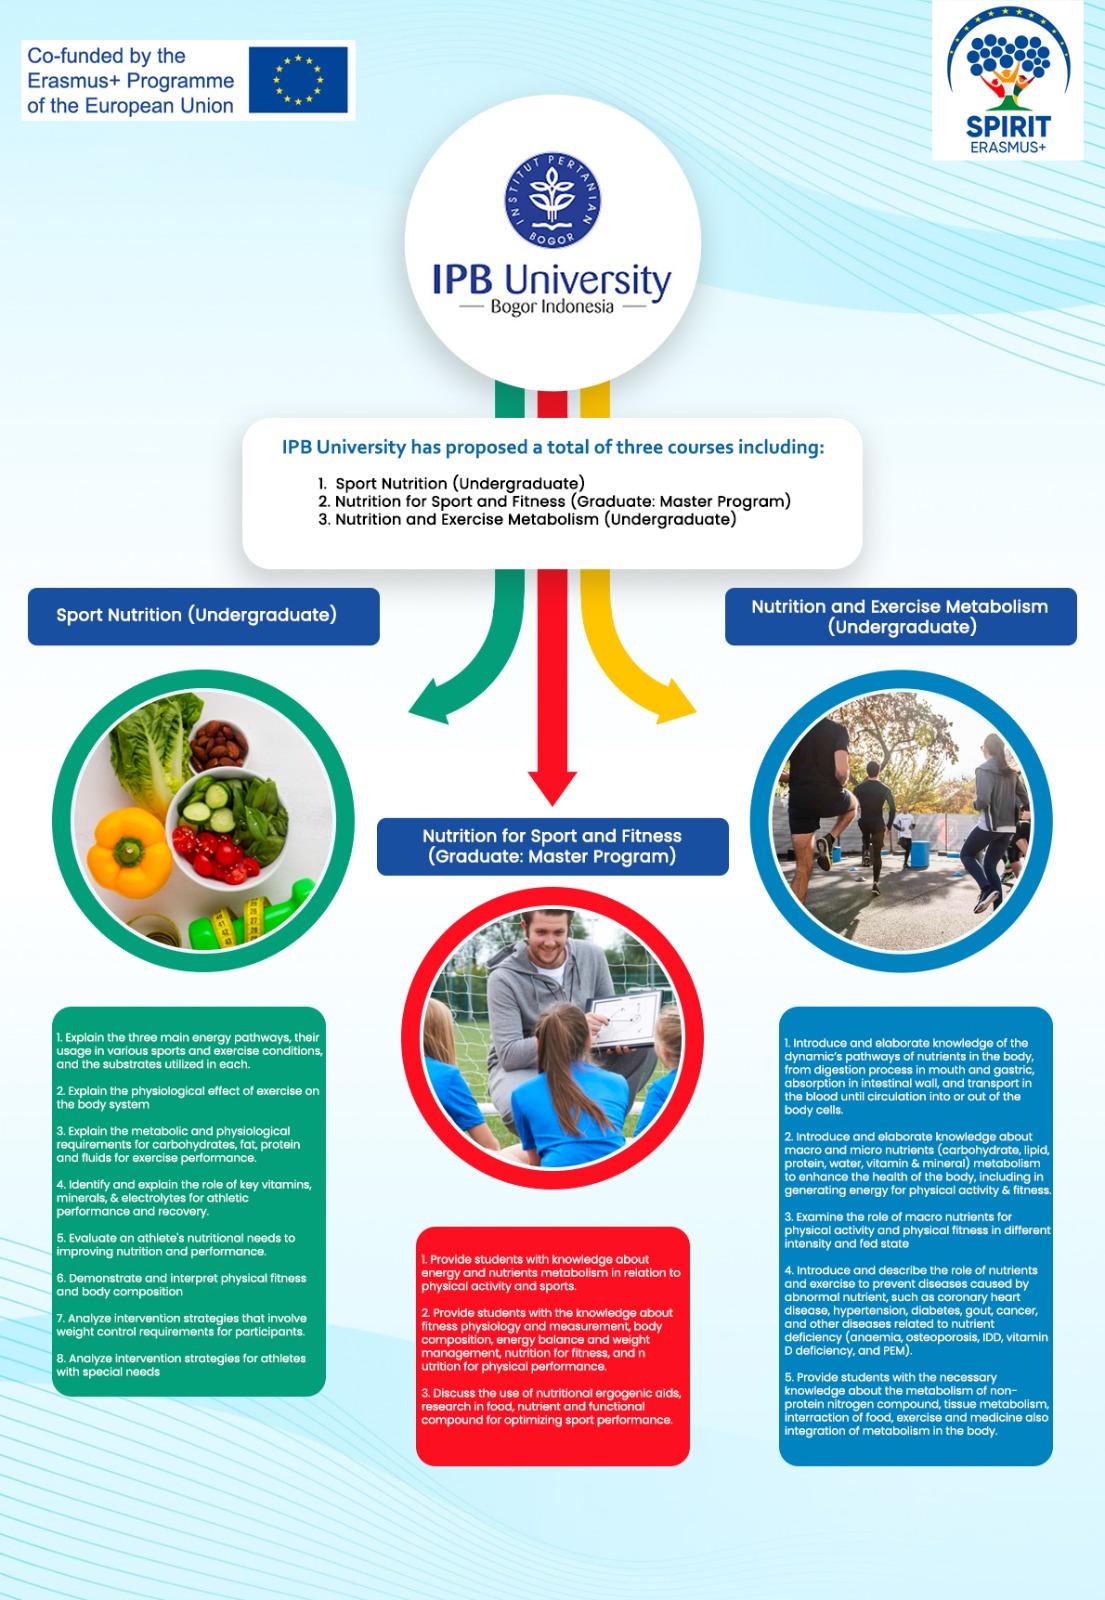 Co-funded by the
Erasmus+ Programme
of the European Union
SPIRIT
ERASMUS+
INSTITUT PERTANIAN
BOGOR
IPB University
Bogor Indonesia
IPB University has proposed a total of three courses including:
1. Sport Nutrition (Undergraduate)
2. Nutrition for Sport and Fitness (Graduate: Master Program)
3. Nutrition and Exercise Metabolism (Undergraduate)
Sport Nutrition (Undergraduate)
Nutrition and Exercise Metabolism
(Undergraduate)
Nutrition for Sport and Fitness
(Graduate: Master Program)
1. Explain the three main energy pathways, their
usage in various sports and exercise conditions,
and the substrates utilized in each.
2. Explain the physiological effect of exercise on
the body system
3. Explain the metabolic and physiological
requirements for carbohydrates, fat, protein
and fluids for exercise performance.
4. Identify and explain the role of key vitamins,
minerals, & electrolytes for athletic
performance and recovery.
5. Evaluate an athlete's nutritional needs to
improving nutrition and performance.
6. Demonstrate and interpret physical fitness
and body composition
7. Analyze intervention strategies that involve
weight control requirements for participants.
8. Analyze intervention strategies for athletes
with special needs
1. Provide students with knowledge about
energy and nutrients metabolism in relation to
physical activity and sports.
2. Provide students with the knowledge about
fitness physiology and measurement, body
composition, energy balance and weight
management, nutrition for fitness, and n
utrition for physical performance.
3. Discuss the use of nutritional ergogenic aids,
research in food, nutrient and functional
compound for optimizing sport performance.
1. Introduce and elaborate knowledge of the
dynamic's pathways of nutrients in the body,
from digestion process in mouth and gastric,
absorption in intestinal wall, and transport in
the blood until circulation into or out of the
body cells.
2. Introduce and elaborate knowledge about
macro and micro nutrients (carbohydrate, lipid,
protein, water, vitamin & mineral) metabolism
to enhance the health of the body, including in
generating energy for physical activity & fitness.
3. Examine the role of macro nutrients for
physical activity and physical fitness in different
intensity and fed state
4. Introduce and describe the role of nutrients
and exercise to prevent diseases caused by
abnormal nutrient, such as coronary heart
disease, hypertension, diabetes, gout, cancer,
and other diseases related to nutrient
deficiency (anaemia, osteoporosis, IDD, vitamin
D deficiency, and PEM).
5. Provide students with the necessary
knowledge about the metabolism of non-
protein nitrogen compound, tissue metabolism,
interraction of food, exercise and medicine also
integration of metabolism in the body.